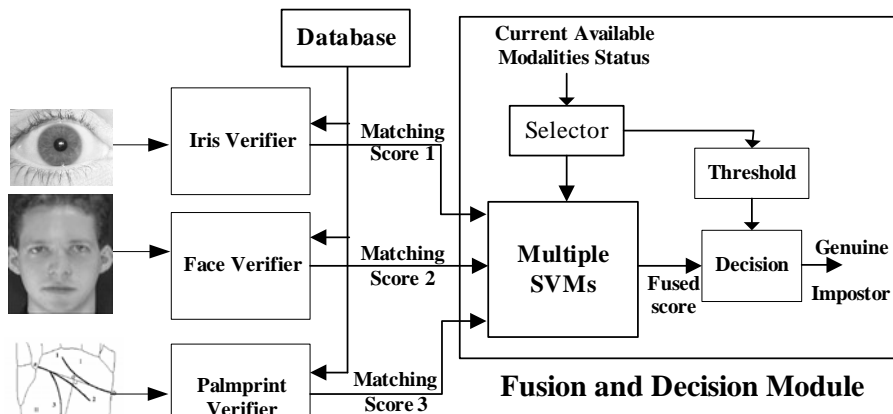 Database
Current Available
Modalities Status
Iris Verifier
Matching
Score 1
Selector
Threshold
Face Verifier
Matching
Score 2
Multiple
SVMs
Fused
score
Decision
Genuine
Impostor
Palmprint
Verifier
Matching
Score 3
Fusion and Decision Module